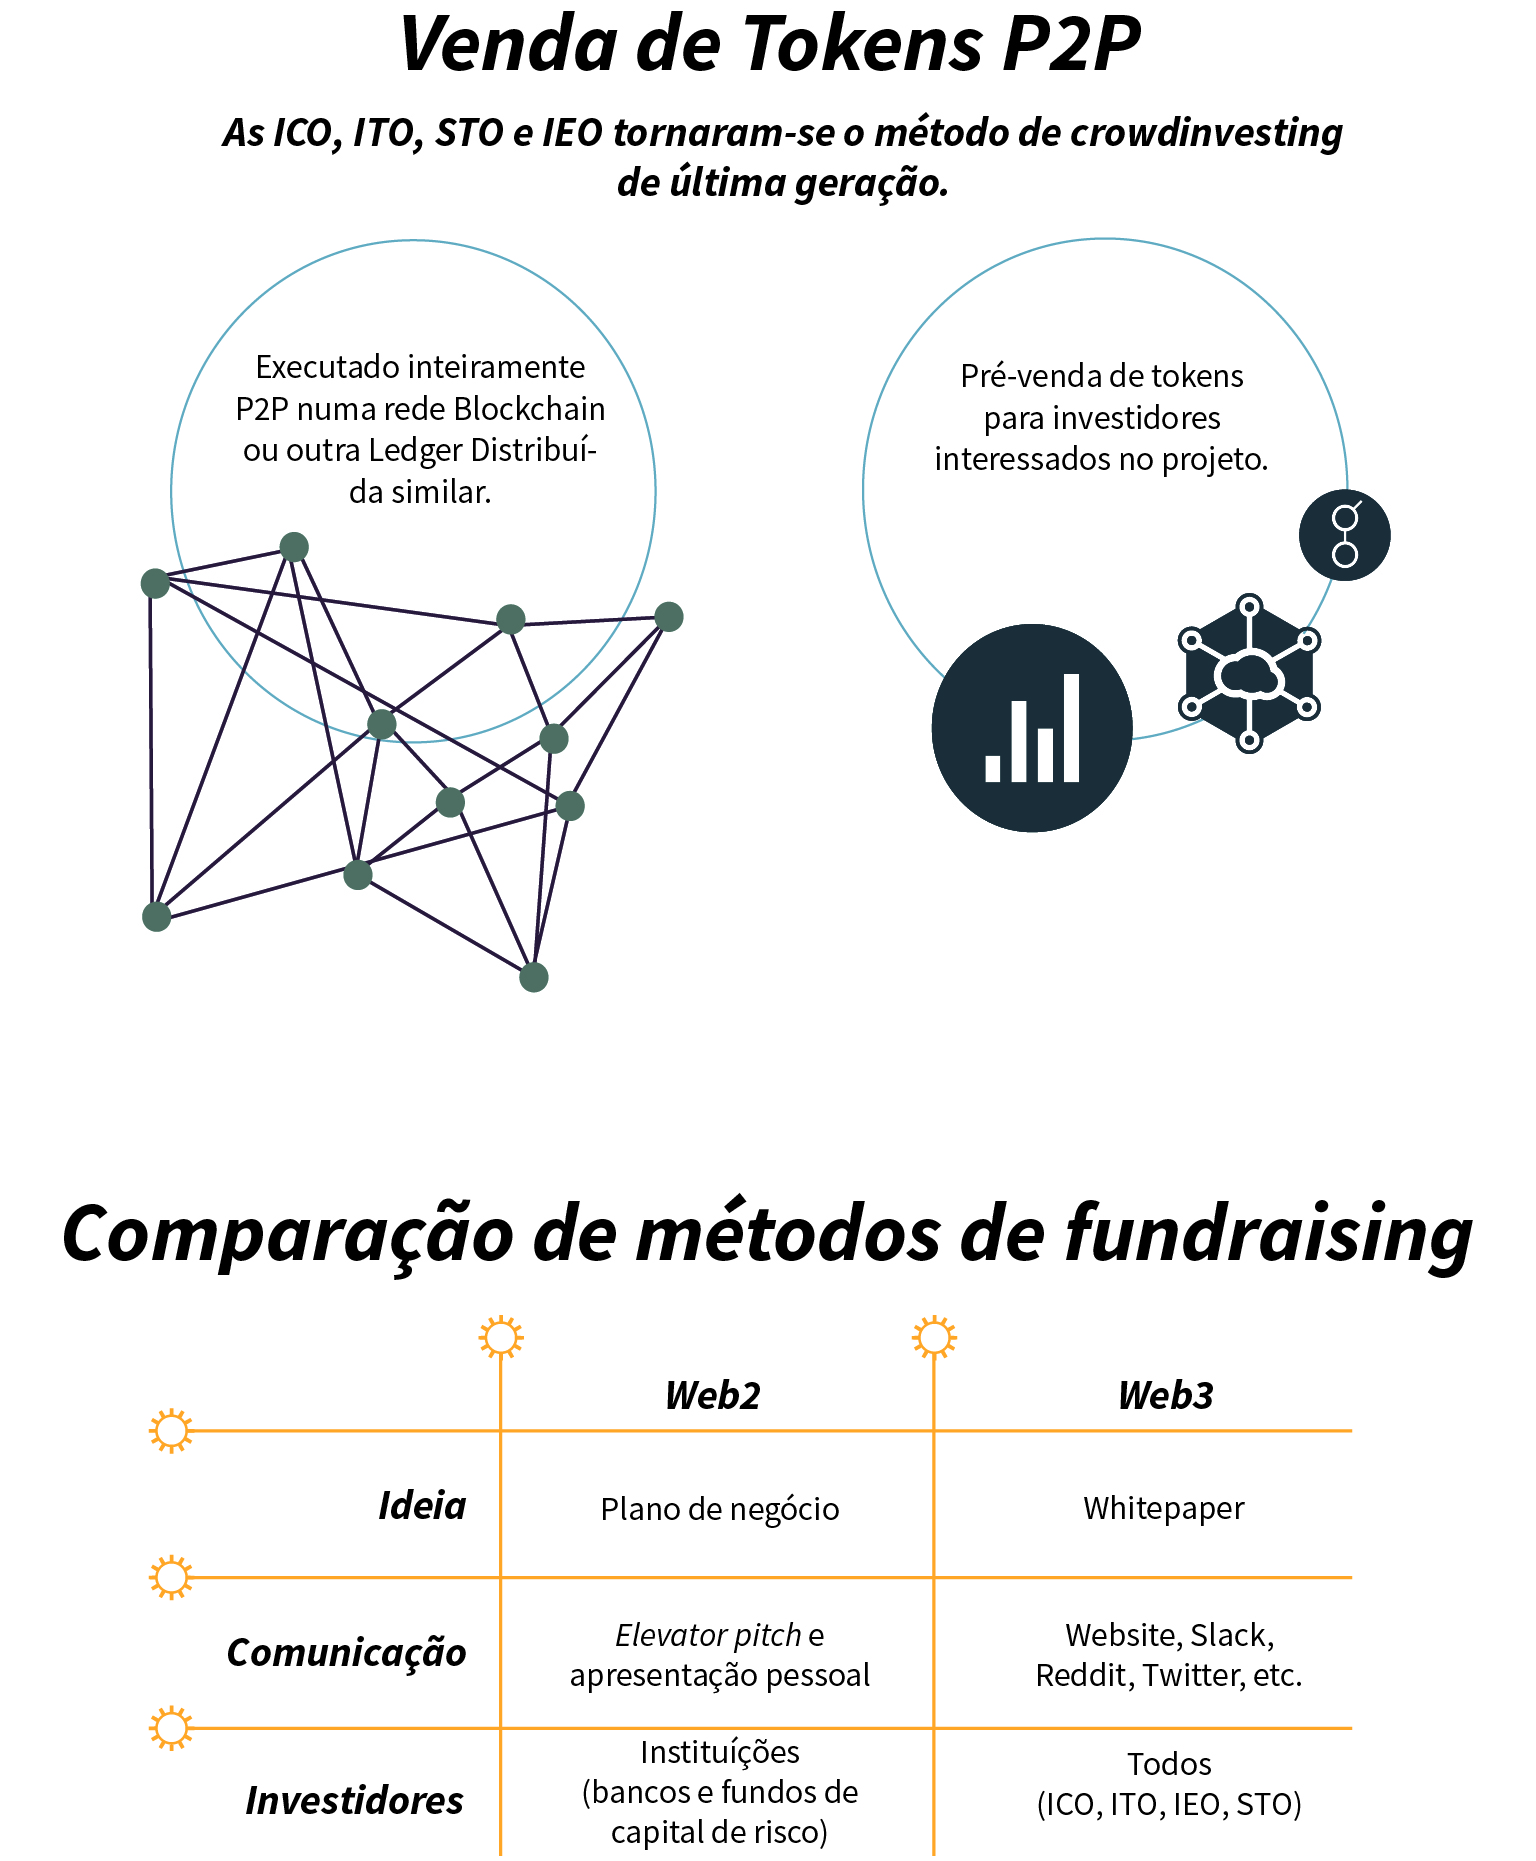 Venda de Tokens P2P
As ICO, ITO, STO e IEO tornaram-se o método de crowdinvesting
de última geração.
Executado inteiramente
P2P numa rede Blockchain
ou outra Ledger Distribuí-
da similar.
Pré-venda de tokens
para investidores
interessados no projeto.
Comparação de métodos de fundraising
Web2
Web3
Ideia
Plano de negócio
Whitepaper
Comunicação
Elevator pitch e
apresentação pessoal
Website, Slack,
Reddit, Twitter, etc.
Investidores
Instituíções
(bancos e fundos de
capital de risco)
Todos
(ICO, ITO, IEO, STO)